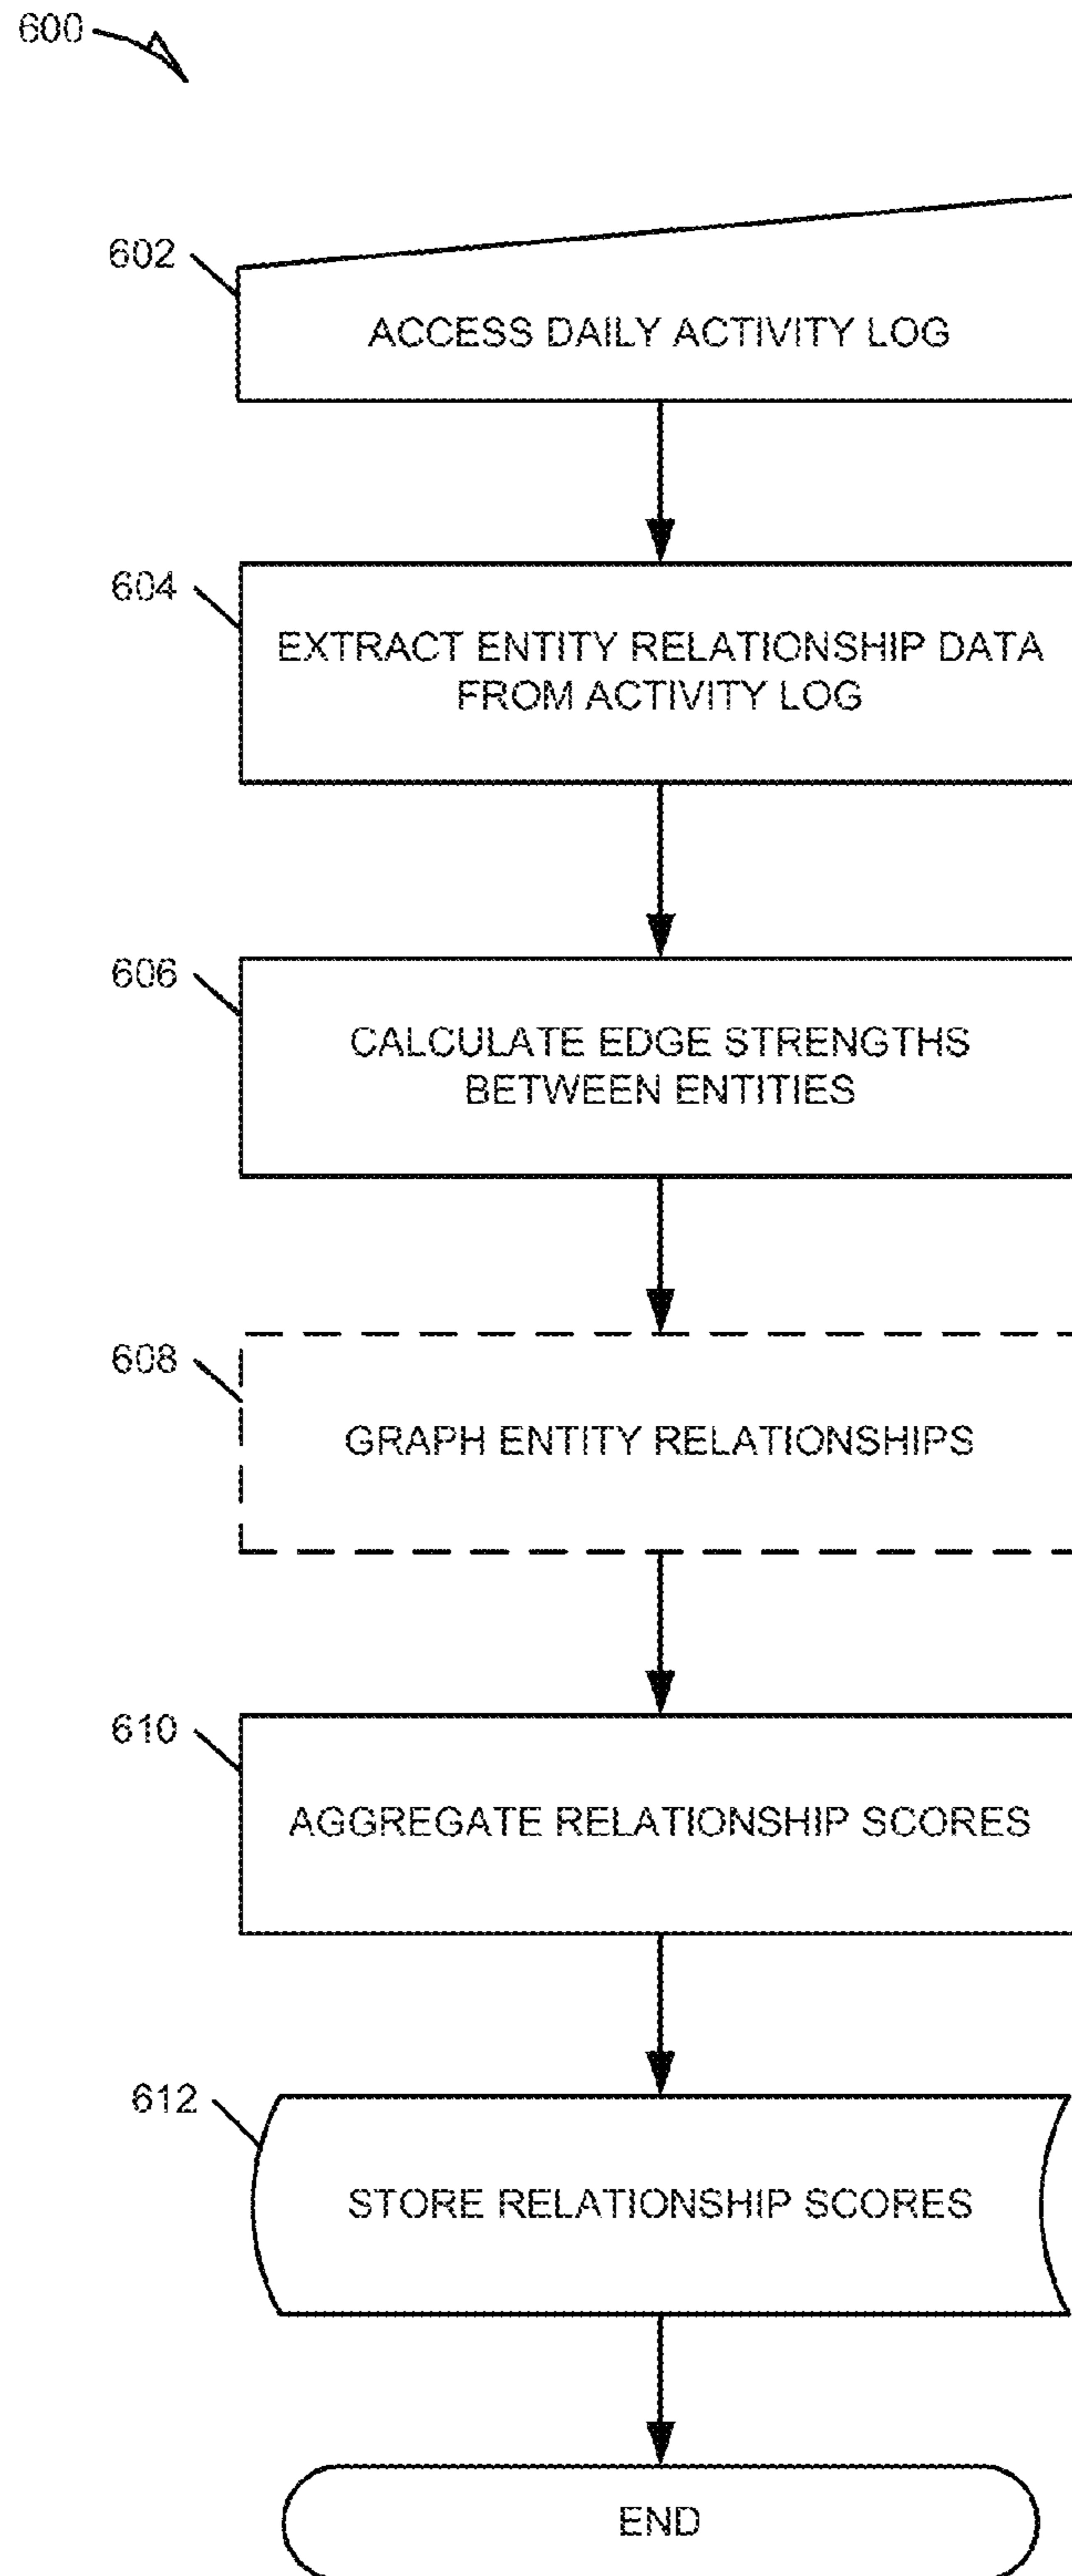 600
602
ACCESS DAILY ACTIVITY LOG
604
EXTRACT ENTITY RELATIONSHIP DATA
FROM ACTIVITY LOG
606
CALCULATE EDGE STRENGTHS
BETWEEN ENTITIES
608
GRAPH ENTITY RELATIONSHIPS
610
AGGREGATE RELATIONSHIP SCORES
612
STORE RELATIONSHIP SCORES
END